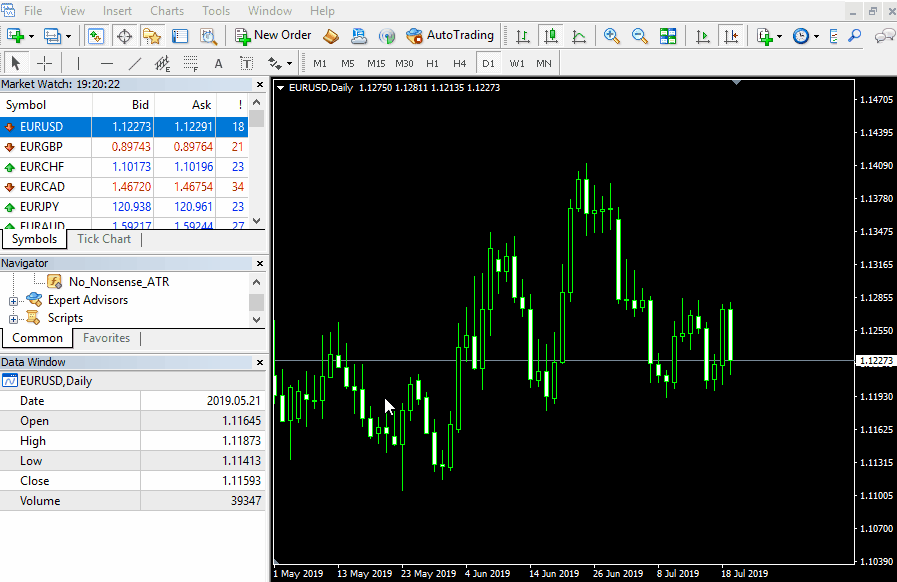 File View Insert Charts Tools Window Help
New Order AutoTrading
A T M1 M5 M15 M30 H1 H4 D1 W1 MN
Market Watch: 19:20:22
Symbol Bid Ask !
EURUSD 1.12273 1.12291 18
EURGBP 0.89743 0.89764 21
EURCHF 1.10173 1.10196 23
EURCAD 1.46720 1.46754 34
EURJPY 120.938 120.961 23
EURAUD 1.59217 1.59244 27
Symbols Tick Chart
Navigator
No_Nonsense_ATR
Expert Advisors
Scripts
Common Favorites
Data Window
EURUSD,Daily
Date 2019.05.21
Open 1.11645
High 1.11873
Low 1.11413
Close 1.11593
Volume 39347
EURUSD,Daily 1.12750 1.12811 1.12135 1.12273
1.14705
1.14395
1.14090
1.13780
1.13475
1.13165
1.12855
1.12550
1.12273
1.11930
1.11625
1.11315
1.11005
1.10700
1.10390
1 May 2019 13 May 2019 23 May 2019 4 Jun 2019 14 Jun 2019 26 Jun 2019 8 Jul 2019 18 Jul 2019